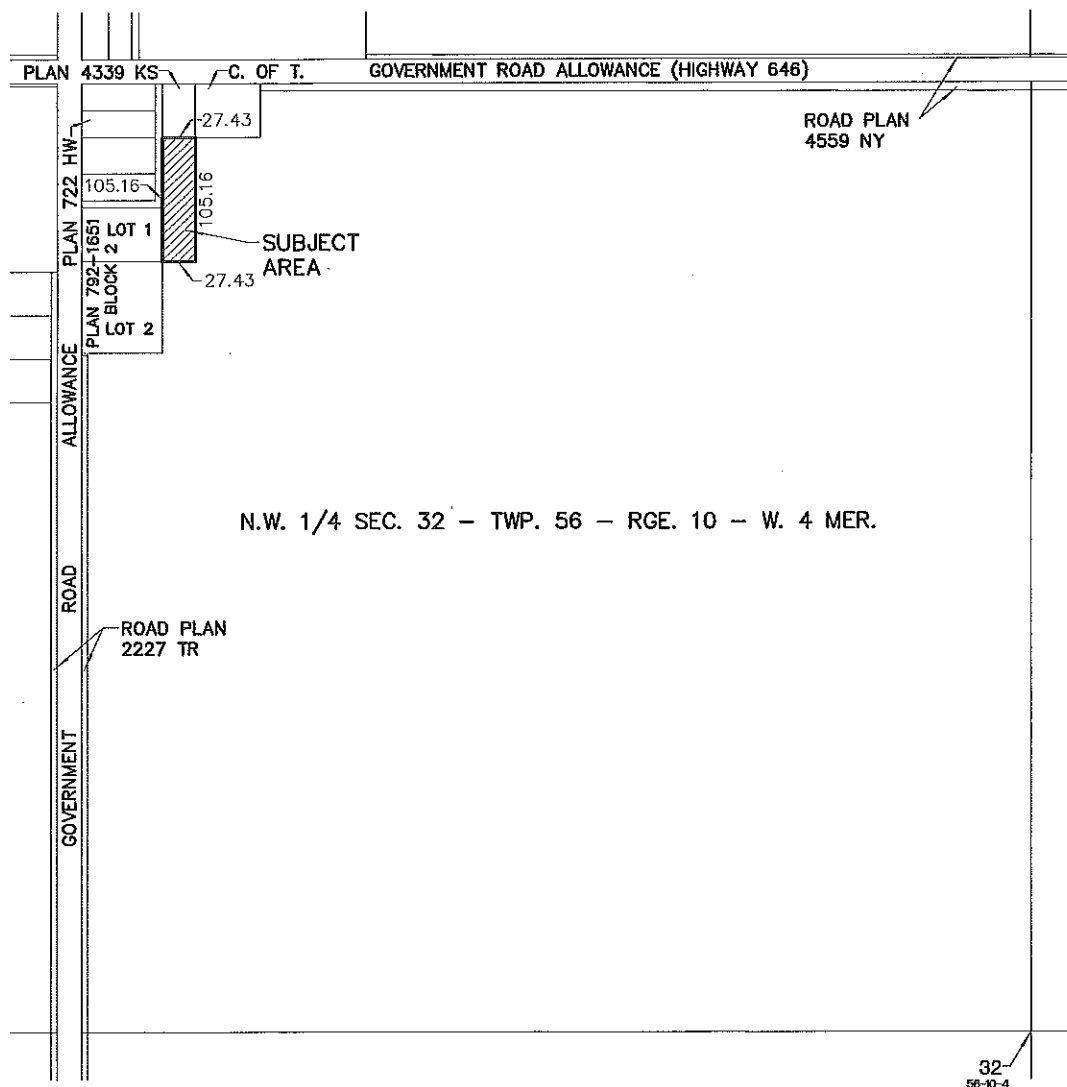 PLAN 4339 KS
C. OF T.
GOVERNMENT ROAD ALLOWANCE (HIGHWAY 646)
ROAD PLAN
4559 NY
27.43
PLAN 722 HW
105.16
105.16
LOT 1
PLAN 792-1651
BLOCK 2
SUBJECT
AREA
27.43
LOT 2
GOVERNMENT ROAD ALLOWANCE
N.W. 1/4 SEC. 32 - TWP. 56 - RGE. 10 - W. 4 MER.
ROAD PLAN
2227 TR
32
56-10-4